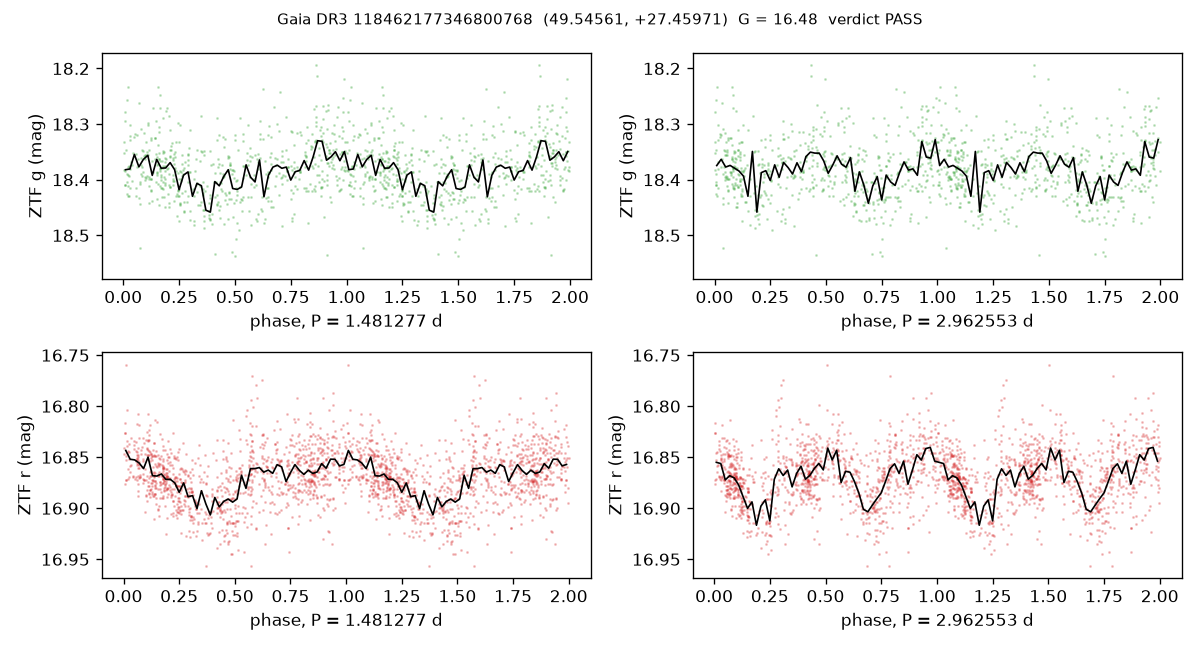 Gaia DR3 118462177346800768  (49.54561, +27.45971)  G = 16.48  verdict PASS
ZTF g (mag)
18.2
18.3
18.4
18.5
0.00 0.25 0.50 0.75 1.00 1.25 1.50 1.75 2.00
phase, P = 1.481277 d
ZTF g (mag)
18.2
18.3
18.4
18.5
0.00 0.25 0.50 0.75 1.00 1.25 1.50 1.75 2.00
phase, P = 2.962553 d
ZTF r (mag)
16.75
16.80
16.85
16.90
16.95
0.00 0.25 0.50 0.75 1.00 1.25 1.50 1.75 2.00
phase, P = 1.481277 d
ZTF r (mag)
16.75
16.80
16.85
16.90
16.95
0.00 0.25 0.50 0.75 1.00 1.25 1.50 1.75 2.00
phase, P = 2.962553 d